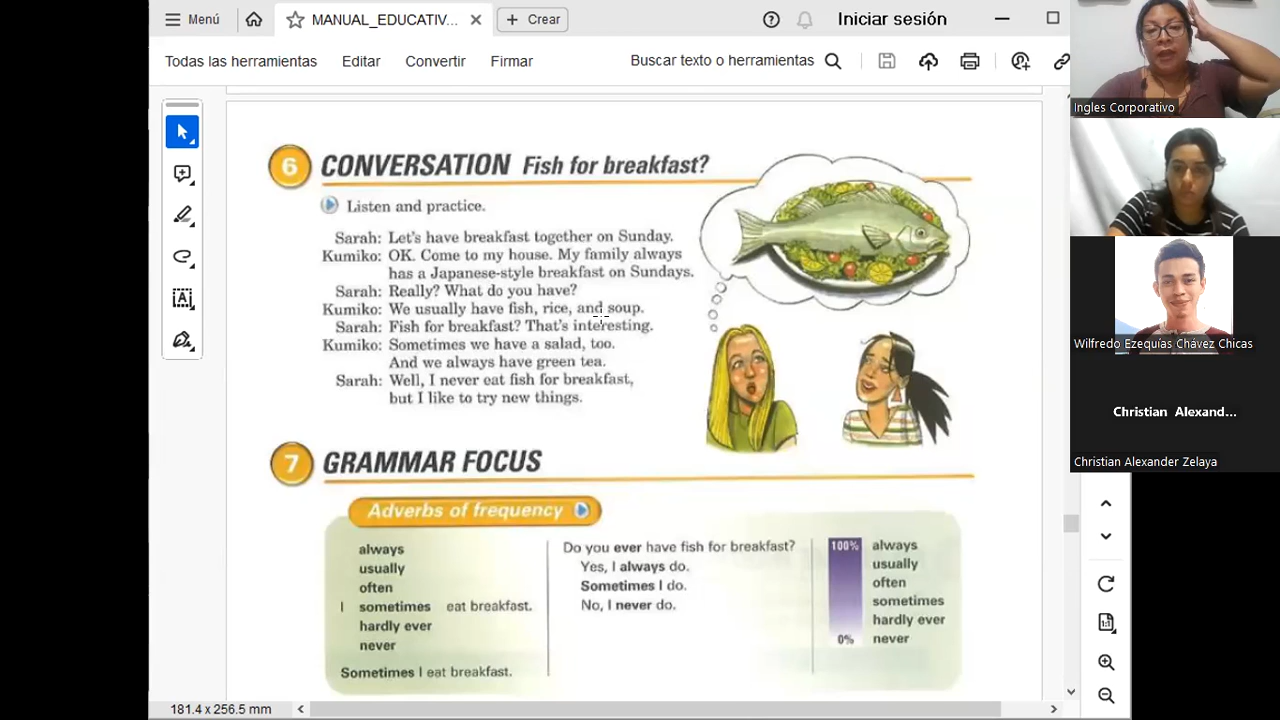 Menú
MANUAL_EDUCATIV...
Crear
Iniciar sesión
Todas las herramientas
Editar
Convertir
Firmar
Buscar texto o herramientas
6 CONVERSATION Fish for breakfast?
Listen and practice.
Sarah: Let's have breakfast together on Sunday.
Kumiko: OK. Come to my house. My family always
has a Japanese-style breakfast on Sundays.
Sarah: Really? What do you have?
Kumiko: We usually have fish, rice, and soup.
Sarah: Fish for breakfast? That's interesting.
Kumiko: Sometimes we have a salad, too.
And we always have green tea.
Sarah: Well, I never eat fish for breakfast,
but I like to try new things.
7 GRAMMAR FOCUS
Adverbs of frequency
always
usually
often
I sometimes eat breakfast.
hardly ever
never
Sometimes I eat breakfast.
Do you ever have fish for breakfast?
Yes, I always do.
Sometimes I do.
No, I never do.
100% always
usually
often
sometimes
hardly ever
0% never
181.4 x 256.5 mm
1:1
Ingles Corporativo
Wilfredo Ezequías Chávez Chicas
Christian Alexand...
Christian Alexander Zelaya